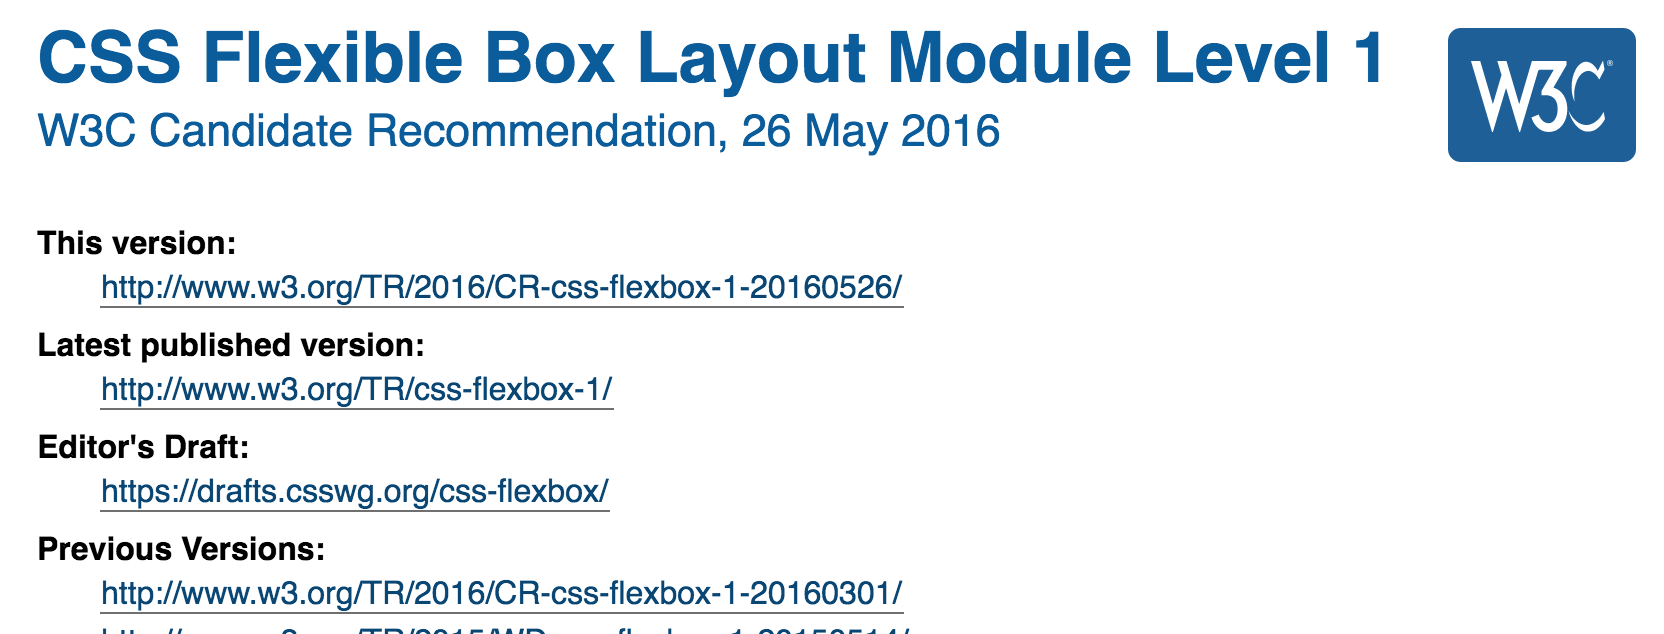 CSS Flexible Box Layout Module Level 1
W3C®
W3C Candidate Recommendation, 26 May 2016
This version:
http://www.w3.org/TR/2016/CR-css-flexbox-1-20160526/
Latest published version:
http://www.w3.org/TR/css-flexbox-1/
Editor's Draft:
https://drafts.csswg.org/css-flexbox/
Previous Versions:
http://www.w3.org/TR/2016/CR-css-flexbox-1-20160301/